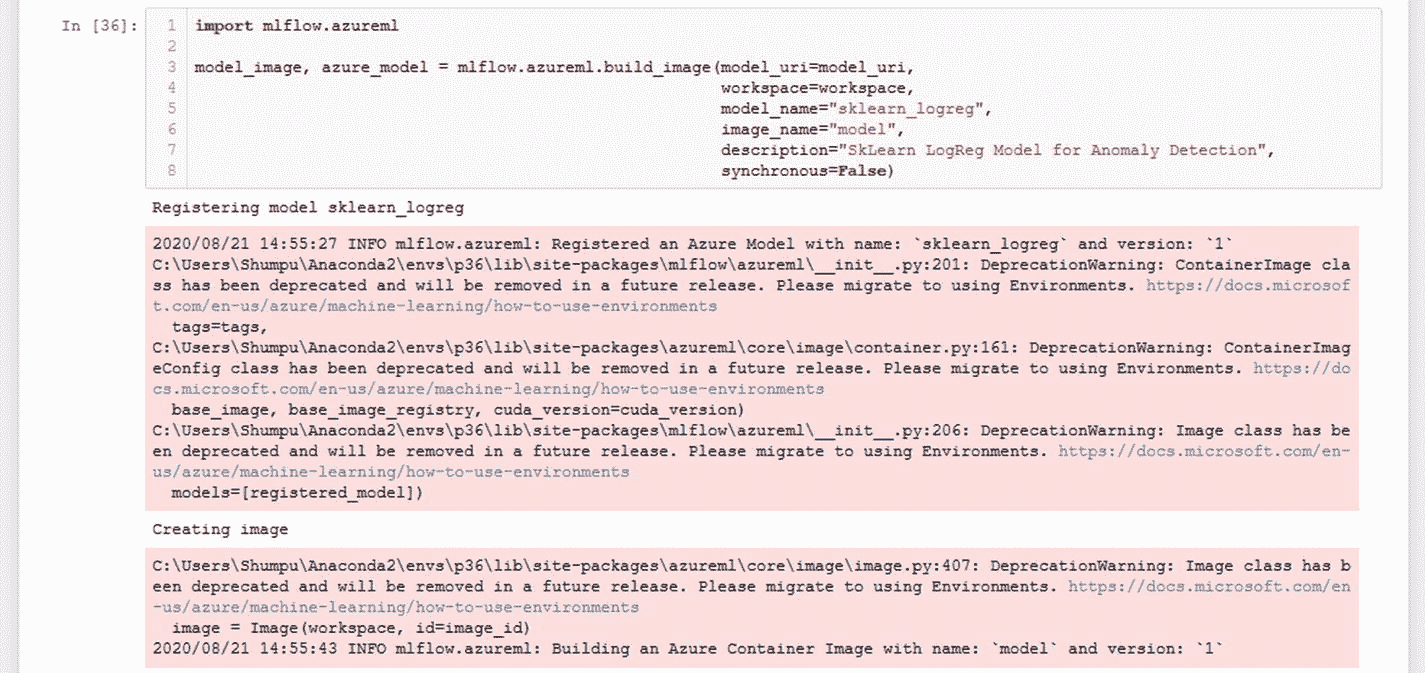 In [36]:
1 import mlflow.azureml
2
3 model_image, azure_model = mlflow.azureml.build_image(model_uri=model_uri,
4 workspace=workspace,
5 model_name="sklearn_logreg",
6 image_name="model",
7 description="SkLearn LogReg Model for Anomaly Detection",
8 synchronous=False)
Registering model sklearn_logreg
2020/08/21 14:55:27 INFO mlflow.azureml: Registered an Azure Model with name: `sklearn_logreg` and version: `1`
C:\Users\Shumpu\Anaconda2\envs\p36\lib\site-packages\mlflow\azureml\__init__.py:201: DeprecationWarning: ContainerImage cla
ss has been deprecated and will be removed in a future release. Please migrate to using Environments. https://docs.microsof
t.com/en-us/azure/machine-learning/how-to-use-environments
tags=tags,
C:\Users\Shumpu\Anaconda2\envs\p36\lib\site-packages\azureml\core\image\container.py:161: DeprecationWarning: ContainerImag
eConfig class has been deprecated and will be removed in a future release. Please migrate to using Environments. https://do
cs.microsoft.com/en-us/azure/machine-learning/how-to-use-environments
base_image, base_image_registry, cuda_version=cuda_version)
C:\Users\Shumpu\Anaconda2\envs\p36\lib\site-packages\mlflow\azureml\__init__.py:206: DeprecationWarning: Image class has be
en deprecated and will be removed in a future release. Please migrate to using Environments. https://docs.microsoft.com/en-
us/azure/machine-learning/how-to-use-environments
models=[registered_model])
Creating image
C:\Users\Shumpu\Anaconda2\envs\p36\lib\site-packages\azureml\core\image\image.py:407: DeprecationWarning: Image class has b
een deprecated and will be removed in a future release. Please migrate to using Environments. https://docs.microsoft.com/en
-us/azure/machine-learning/how-to-use-environments
image = Image(workspace, id=image_id)
2020/08/21 14:55:43 INFO mlflow.azureml: Building an Azure Container Image with name: `model` and version: `1`